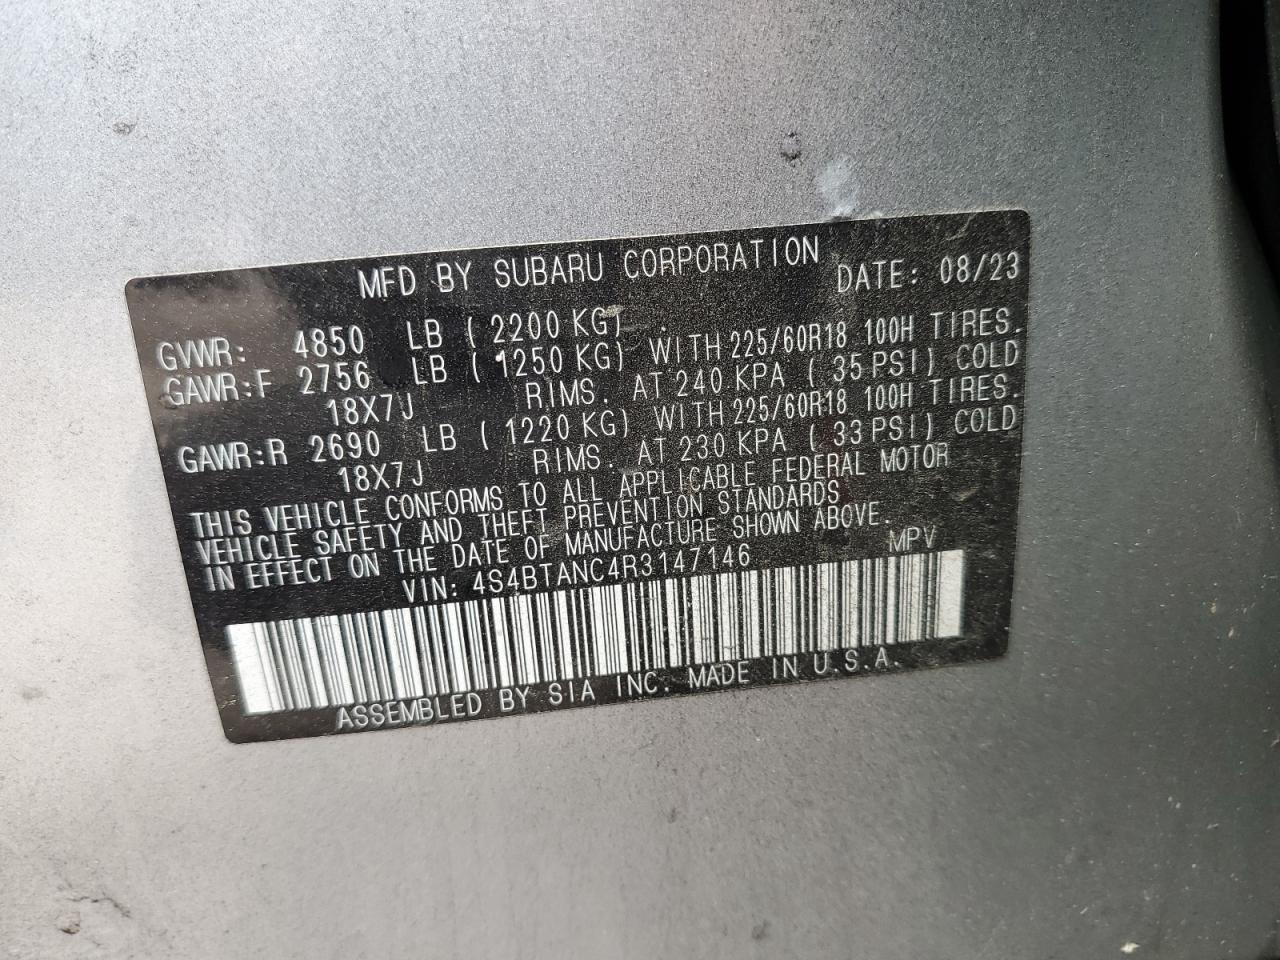 MFD BY SUBARU CORPORATION DATE: 08/23
GVWR: 4850 LB ( 2200 KG)
GAWR:F 2756 LB ( 1250 KG) WITH 225/60R18 100H TIRES.
18X7J RIMS. AT 240 KPA ( 35 PSI) COLD
GAWR:R 2690 LB ( 1220 KG) WITH 225/60R18 100H TIRES.
18X7J RIMS. AT 230 KPA ( 33 PSI) COLD
THIS VEHICLE CONFORMS TO ALL APPLICABLE FEDERAL MOTOR
VEHICLE SAFETY AND THEFT PREVENTION STANDARDS
IN EFFECT ON THE DATE OF MANUFACTURE SHOWN ABOVE.
VIN: 4S4BTANC4R3147146 MPV
ASSEMBLED BY SIA INC. MADE IN U.S.A.